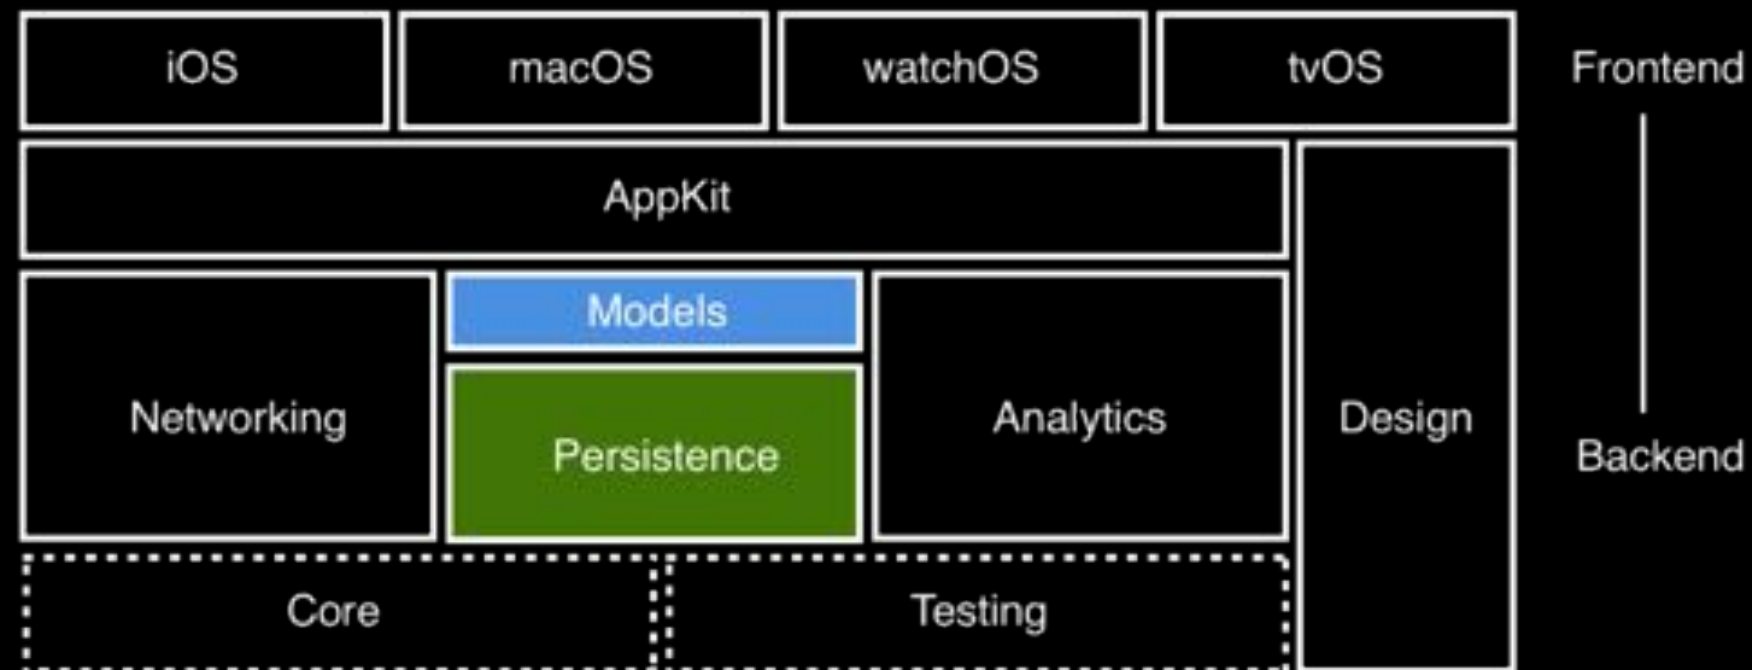 iOS
macOS
watchOS
tvOS
Frontend
AppKit
Models
Networking
Persistence
Analytics
Design
Backend
Core
Testing